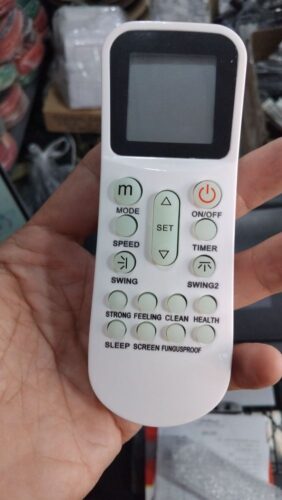 m
MODE ON/OFF
SET
SPEED TIMER
SWING SWING2
STRONG FEELING CLEAN HEALTH
SLEEP SCREEN FUNGUSPROOF